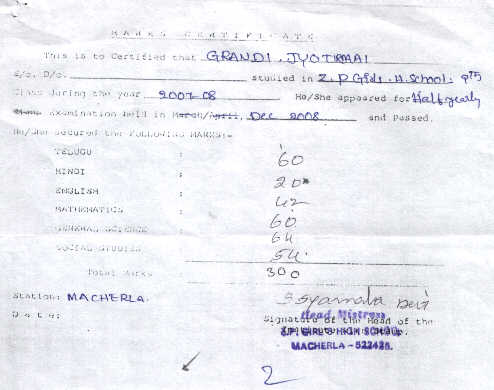 MARKS CERTIFICATE
This is to Certified that GRANDI. JYOTIRMAI
S/o. D/o. studied in Z.P Girls. H.School.
Class during the year 2007-08 He/She appeared for Half yearly
Examination held in March/April, Dec 2008 and Passed.
He/She secured the FOLLOWING MARKS:-
TELUGU : 60
HINDI : 20
ENGLISH : 42
MATHEMATICS : 60
GENERAL SCIENCE : 64
SOCIAL STUDIES : 54
Total Marks 300
Station: MACHERLA. S Syamala Devi
Date: Signature of the Head of the
Head Mistress
Z.P. GIRL'S HIGH SCHOOL
MACHERLA - 522426.
2